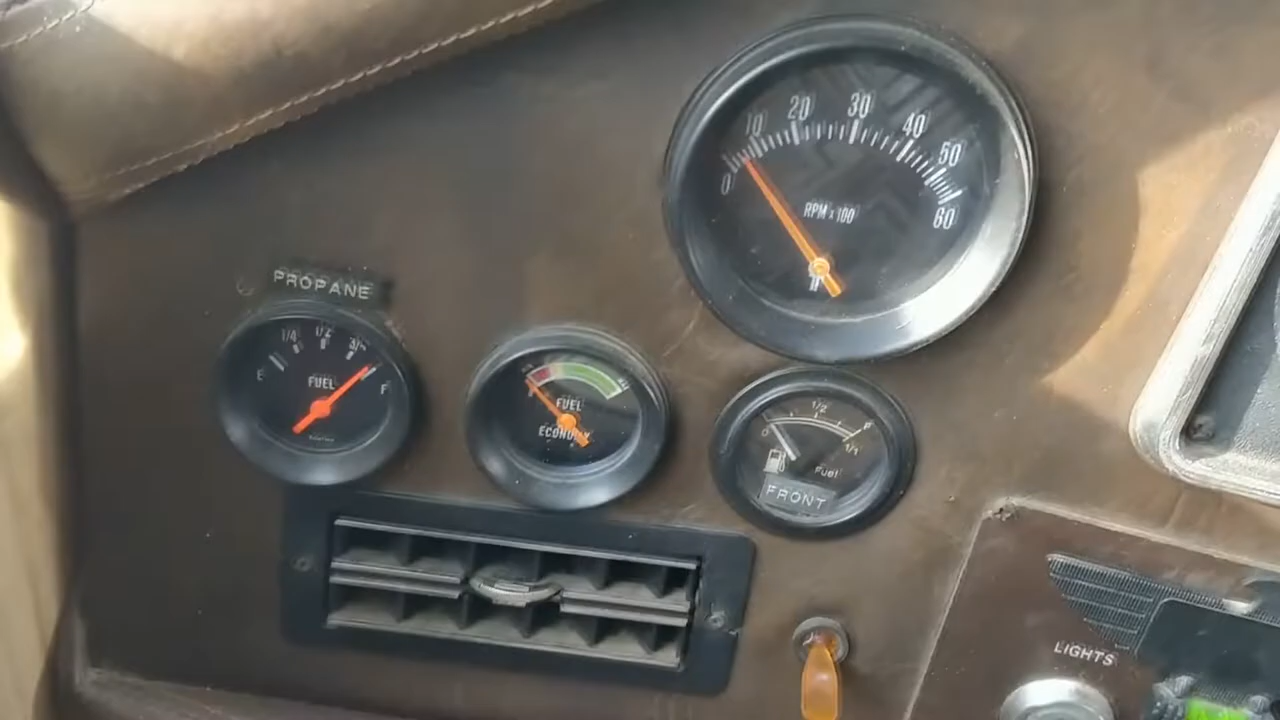 10 20 30 40 50 60
0
RPM x 100
PROPANE
1/4 1/2 3/4
E F
FUEL
FUEL
ECONOMY
0 1/2 1/1
F
Fuel
FRONT
LIGHTS